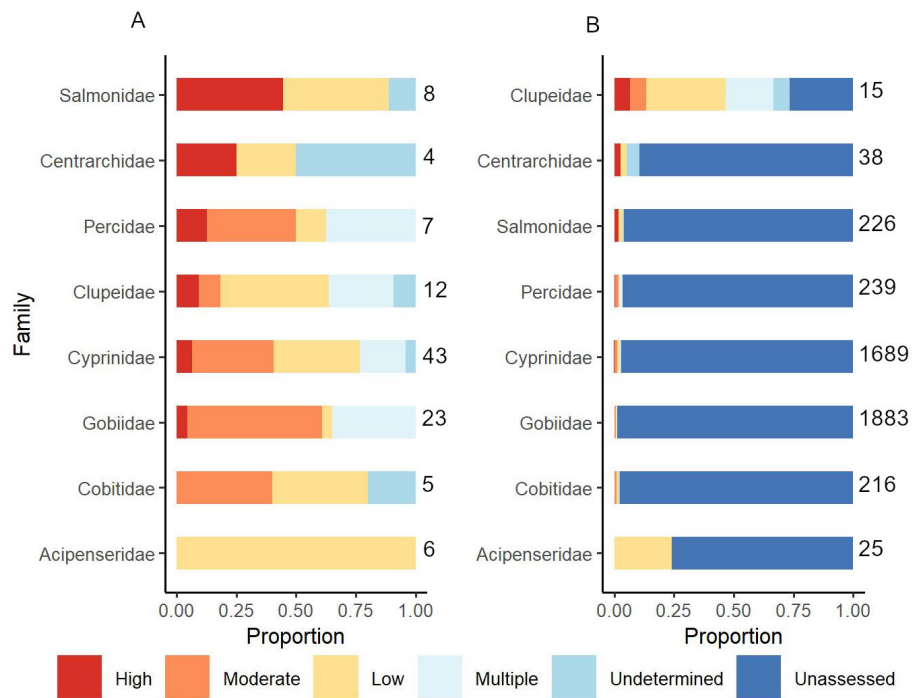 A
Family
Salmonidae 8
Centrarchidae 4
Percidae 7
Clupeidae 12
Cyprinidae 43
Gobiidae 23
Cobitidae 5
Acipenseridae 6
0.00 0.25 0.50 0.75 1.00
Proportion
B
Clupeidae 15
Centrarchidae 38
Salmonidae 226
Percidae 239
Cyprinidae 1689
Gobiidae 1883
Cobitidae 216
Acipenseridae 25
0.00 0.25 0.50 0.75 1.00
Proportion
High Moderate Low Multiple Undetermined Unassessed